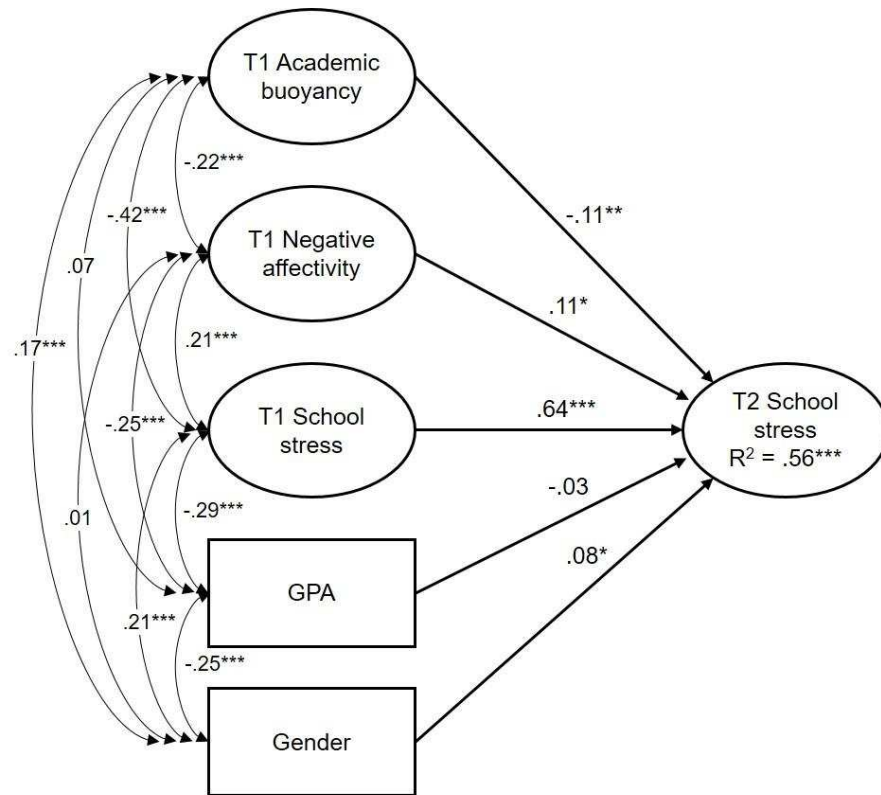 T1 Academic
buoyancy
-.22***
-.42***
-.11**
T1 Negative
affectivity
.07
.11*
.17***
.21***
T1 School
stress
.64***
T2 School
stress
R² = .56***
-.25***
-.29***
-.03
.01
.08*
GPA
.21***
-.25***
Gender